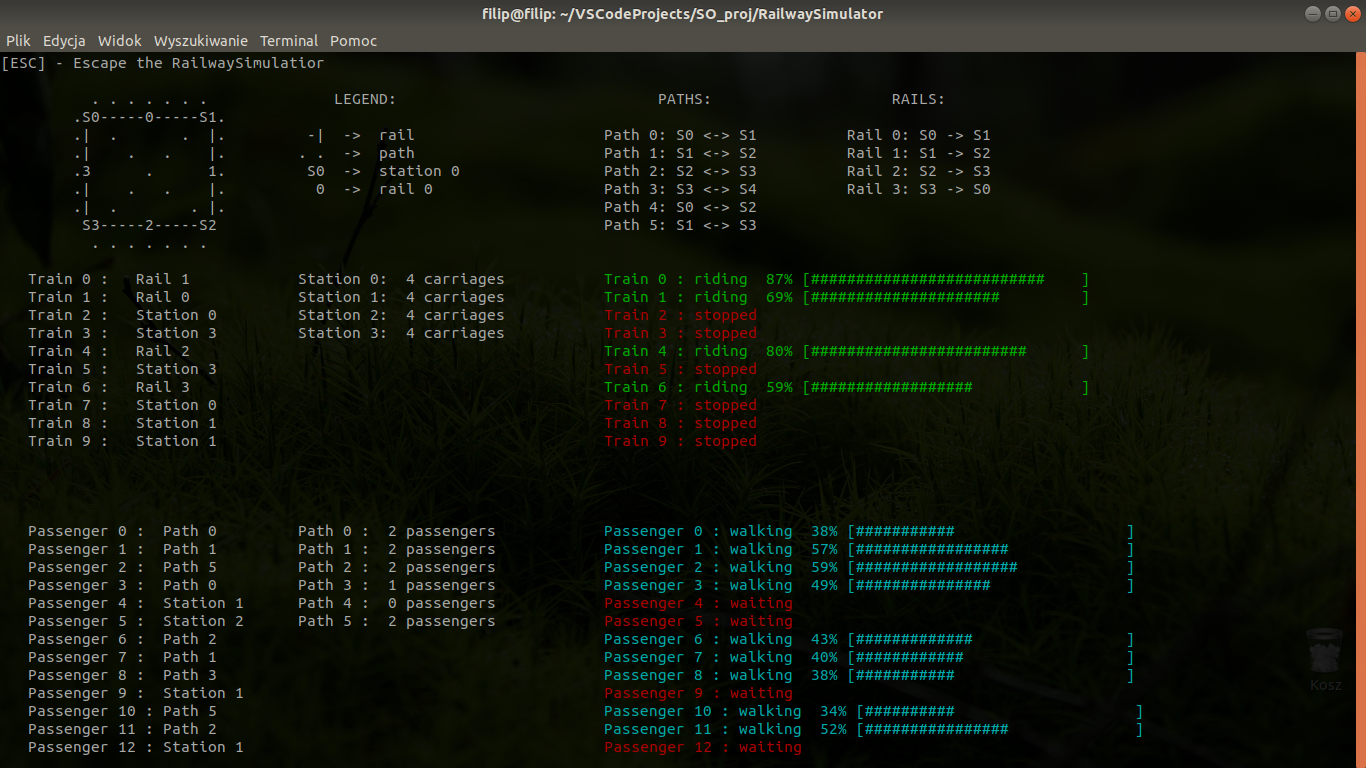 filip@filip: ~/VSCodeProjects/SO_proj/RailwaySimulator
Plik Edycja Widok Wyszukiwanie Terminal Pomoc
[ESC] - Escape the RailwaySimulatior
. . . . . . . LEGEND: PATHS: RAILS:
.S0-----0-----S1.
.|  .       .  |. -| -> rail Path 0: S0 <-> S1 Rail 0: S0 -> S1
.|    .   .    |. . . -> path Path 1: S1 <-> S2 Rail 1: S1 -> S2
.3      .      1. S0 -> station 0 Path 2: S2 <-> S3 Rail 2: S2 -> S3
.|    .   .    |. 0 -> rail 0 Path 3: S3 <-> S4 Rail 3: S3 -> S0
.|  .        . |. Path 4: S0 <-> S2
S3-----2-----S2 Path 5: S1 <-> S3
. . . . . . .
Train 0 : Rail 1 Station 0: 4 carriages Train 0 : riding 87% [##########################    ]
Train 1 : Rail 0 Station 1: 4 carriages Train 1 : riding 69% [#####################         ]
Train 2 : Station 0 Station 2: 4 carriages Train 2 : stopped
Train 3 : Station 3 Station 3: 4 carriages Train 3 : stopped
Train 4 : Rail 2 Train 4 : riding 80% [########################      ]
Train 5 : Station 3 Train 5 : stopped
Train 6 : Rail 3 Train 6 : riding 59% [##################            ]
Train 7 : Station 0 Train 7 : stopped
Train 8 : Station 1 Train 8 : stopped
Train 9 : Station 1 Train 9 : stopped
Passenger 0 : Path 0 Path 0 : 2 passengers Passenger 0 : walking 38% [###########                   ]
Passenger 1 : Path 1 Path 1 : 2 passengers Passenger 1 : walking 57% [#################             ]
Passenger 2 : Path 5 Path 2 : 2 passengers Passenger 2 : walking 59% [##################            ]
Passenger 3 : Path 0 Path 3 : 1 passengers Passenger 3 : walking 49% [###############               ]
Passenger 4 : Station 1 Path 4 : 0 passengers Passenger 4 : waiting
Passenger 5 : Station 2 Path 5 : 2 passengers Passenger 5 : waiting
Passenger 6 : Path 2 Passenger 6 : walking 43% [#############                 ]
Passenger 7 : Path 1 Passenger 7 : walking 40% [############                  ]
Passenger 8 : Path 3 Passenger 8 : walking 38% [###########                   ]
Passenger 9 : Station 1 Passenger 9 : waiting
Passenger 10 : Path 5 Passenger 10 : walking 34% [##########                    ]
Passenger 11 : Path 2 Passenger 11 : walking 52% [################              ]
Passenger 12 : Station 1 Passenger 12 : waiting
Kosz